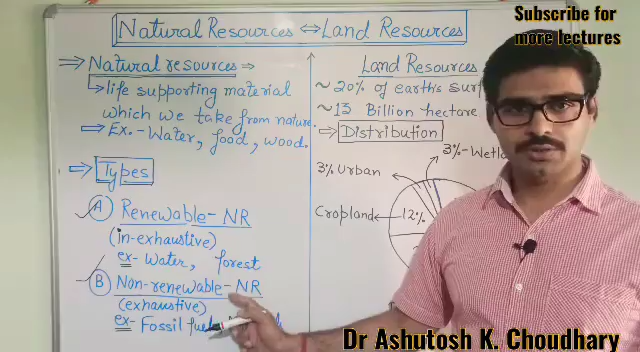 Natural Resources ⇔ Land Resources
Subscribe for
more lectures
⇒ Natural resources ⇒
↳ life supporting material
which we take from nature.
⇒ Ex.- Water, food, wood.
⇒ Types
A Renewable-NR
(in-exhaustive)
ex- Water, forest
B Non-renewable-NR
(exhaustive)
ex- Fossil
Land Resources
~ 20% of earth's
~ 13 Billion hectare
⇒ Distribution
3% Urban
3%-
Cropland
12%
Dr Ashutosh K. Choudhary